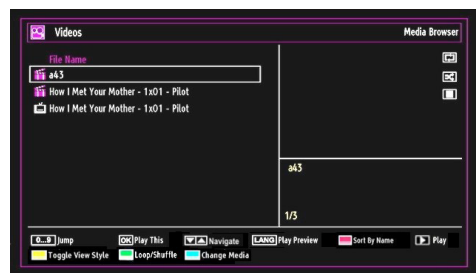 Videos Media Browser
File Name
a43
How I Met Your Mother - 1x01 - Pilot
How I Met Your Mother - 1x01 - Pilot
a43
1/3
0...9 Jump OK Play This Navigate LANG Play Preview Sort By Name Play
Toggle View Style Loop/Shuffle Change Media